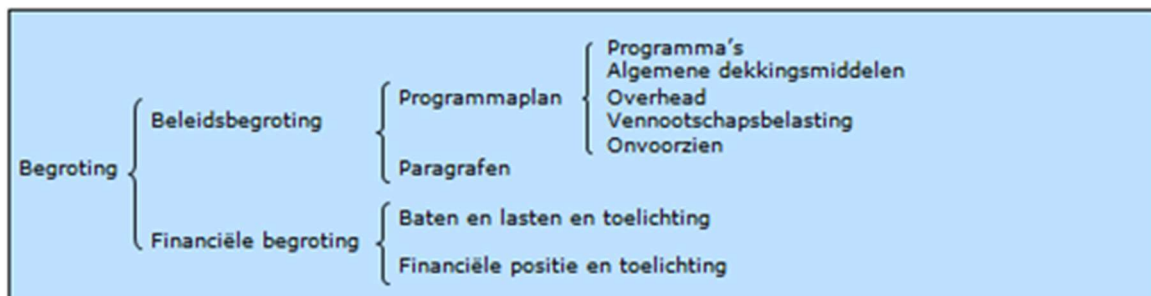 Programma's
Algemene dekkingsmiddelen
Programmaplan
Overhead
Beleidsbegroting
Vennootschapsbelasting
Onvoorzien
Begroting
Paragrafen
Baten en lasten en toelichting
Financiële begroting
Financiële positie en toelichting